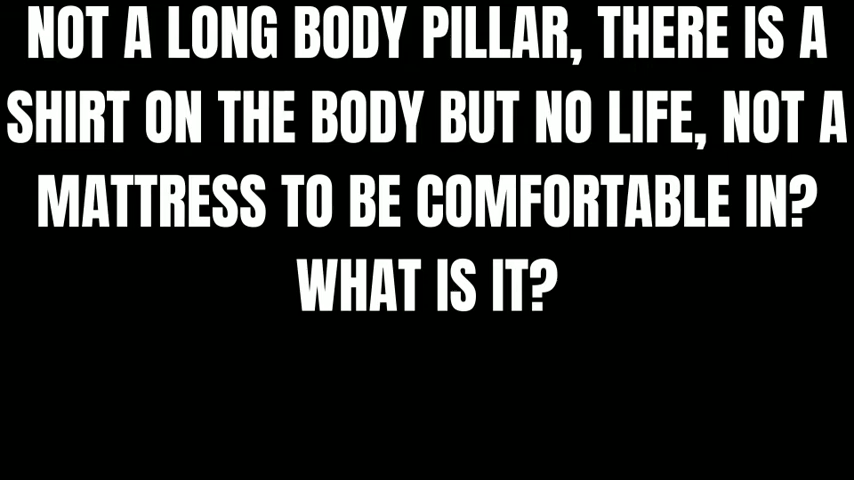 NOT A LONG BODY PILLAR, THERE IS A
SHIRT ON THE BODY BUT NO LIFE, NOT A
MATTRESS TO BE COMFORTABLE IN?
WHAT IS IT?